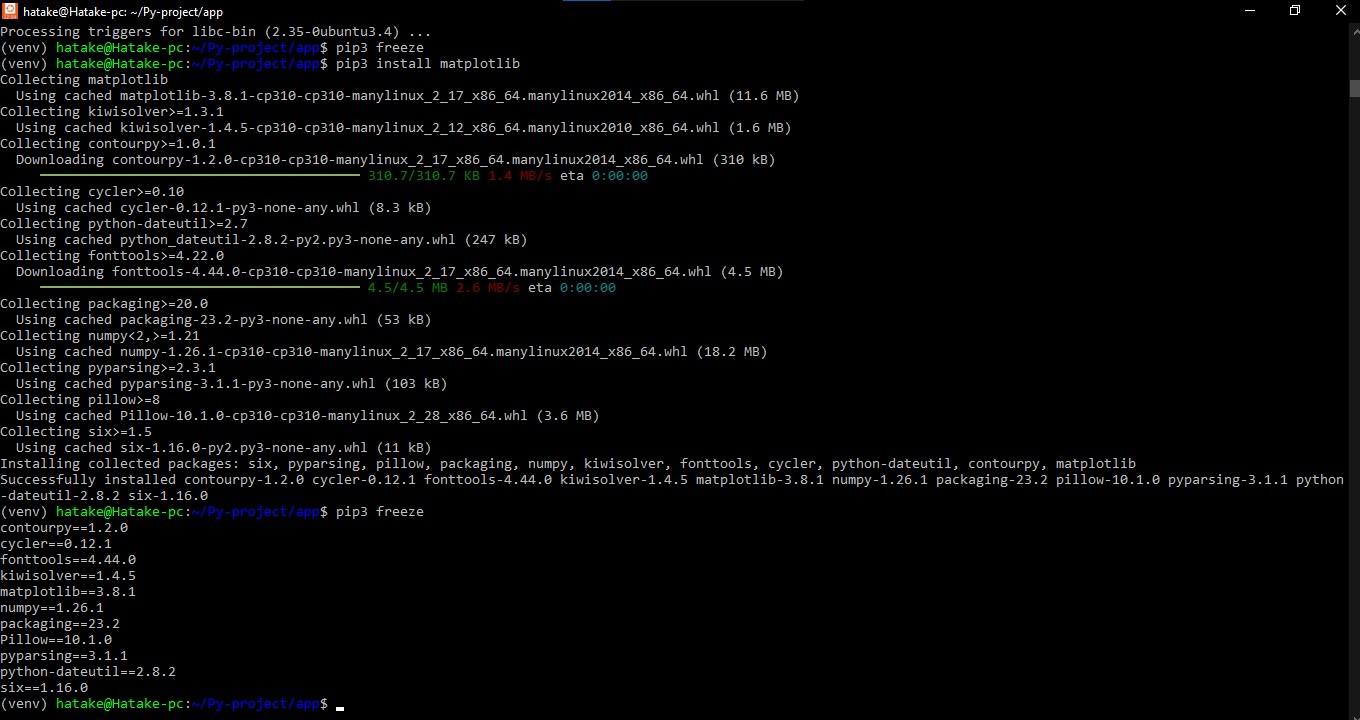 hatake@Hatake-pc: ~/Py-project/app
Processing triggers for libc-bin (2.35-0ubuntu3.4) ...
(venv) hatake@Hatake-pc:~/Py-project/app$ pip3 freeze
(venv) hatake@Hatake-pc:~/Py-project/app$ pip3 install matplotlib
Collecting matplotlib
  Using cached matplotlib-3.8.1-cp310-cp310-manylinux_2_17_x86_64.manylinux2014_x86_64.whl (11.6 MB)
Collecting kiwisolver>=1.3.1
  Using cached kiwisolver-1.4.5-cp310-cp310-manylinux_2_12_x86_64.manylinux2010_x86_64.whl (1.6 MB)
Collecting contourpy>=1.0.1
  Downloading contourpy-1.2.0-cp310-cp310-manylinux_2_17_x86_64.manylinux2014_x86_64.whl (310 kB)
310.7/310.7 KB 1.4 MB/s eta 0:00:00
Collecting cycler>=0.10
  Using cached cycler-0.12.1-py3-none-any.whl (8.3 kB)
Collecting python-dateutil>=2.7
  Using cached python_dateutil-2.8.2-py2.py3-none-any.whl (247 kB)
Collecting fonttools>=4.22.0
  Downloading fonttools-4.44.0-cp310-cp310-manylinux_2_17_x86_64.manylinux2014_x86_64.whl (4.5 MB)
4.5/4.5 MB 2.6 MB/s eta 0:00:00
Collecting packaging>=20.0
  Using cached packaging-23.2-py3-none-any.whl (53 kB)
Collecting numpy<2,>=1.21
  Using cached numpy-1.26.1-cp310-cp310-manylinux_2_17_x86_64.manylinux2014_x86_64.whl (18.2 MB)
Collecting pyparsing>=2.3.1
  Using cached pyparsing-3.1.1-py3-none-any.whl (103 kB)
Collecting pillow>=8
  Using cached Pillow-10.1.0-cp310-cp310-manylinux_2_28_x86_64.whl (3.6 MB)
Collecting six>=1.5
  Using cached six-1.16.0-py2.py3-none-any.whl (11 kB)
Installing collected packages: six, pyparsing, pillow, packaging, numpy, kiwisolver, fonttools, cycler, python-dateutil, contourpy, matplotlib
Successfully installed contourpy-1.2.0 cycler-0.12.1 fonttools-4.44.0 kiwisolver-1.4.5 matplotlib-3.8.1 numpy-1.26.1 packaging-23.2 pillow-10.1.0 pyparsing-3.1.1 python
-dateutil-2.8.2 six-1.16.0
(venv) hatake@Hatake-pc:~/Py-project/app$ pip3 freeze
contourpy==1.2.0
cycler==0.12.1
fonttools==4.44.0
kiwisolver==1.4.5
matplotlib==3.8.1
numpy==1.26.1
packaging==23.2
Pillow==10.1.0
pyparsing==3.1.1
python-dateutil==2.8.2
six==1.16.0
(venv) hatake@Hatake-pc:~/Py-project/app$